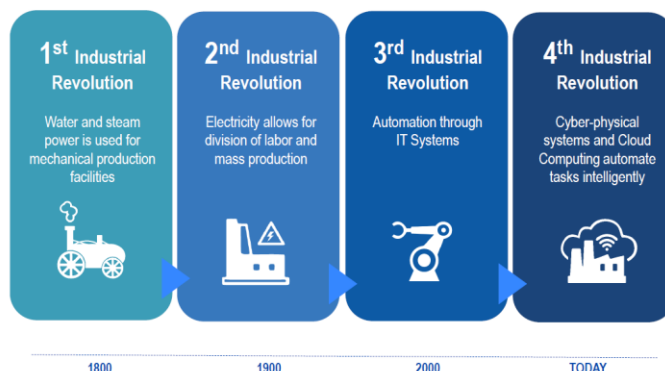 1st Industrial
Revolution
Water and steam
power is used for
mechanical production
facilities
2nd Industrial
Revolution
Electricity allows for
division of labor and
mass production
3rd Industrial
Revolution
Automation through
IT Systems
4th Industrial
Revolution
Cyber-physical
systems and Cloud
Computing automate
tasks intelligently
1800
1900
2000
TODAY